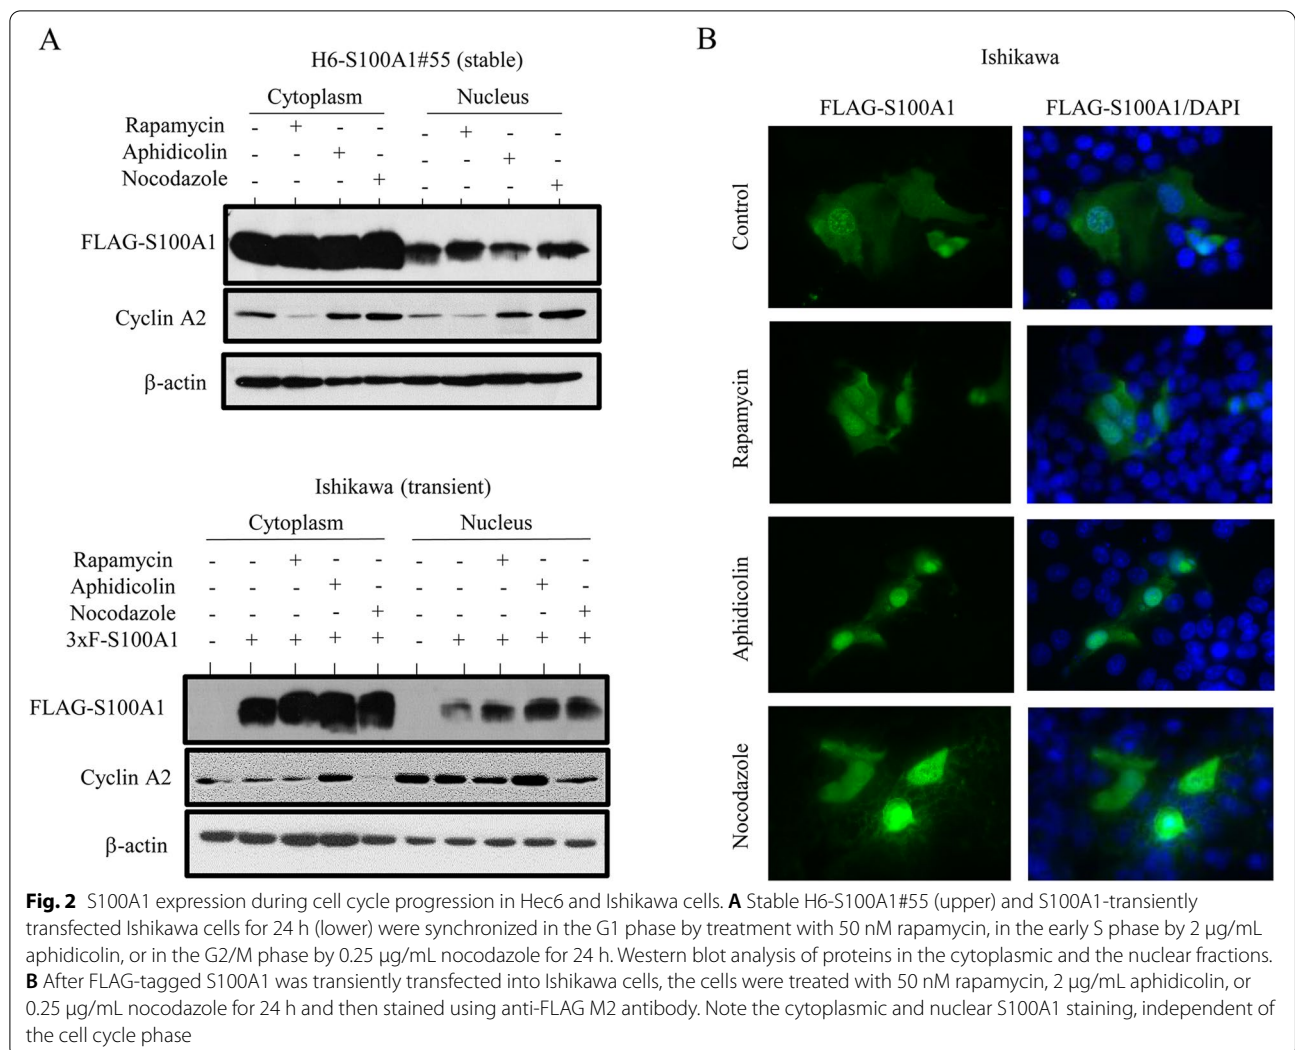 A
H6-S100A1#55 (stable)
Cytoplasm Nucleus
Rapamycin - + - - - + - -
Aphidicolin - - + - - - + -
Nocodazole - - - + - - - +
FLAG-S100A1
Cyclin A2
β-actin
Ishikawa (transient)
Cytoplasm Nucleus
Rapamycin - - + - - - - + - -
Aphidicolin - - - + - - - - + -
Nocodazole - - - - + - - - - +
3xF-S100A1 - + + + + - + + + +
FLAG-S100A1
Cyclin A2
β-actin
B
Ishikawa
FLAG-S100A1 FLAG-S100A1/DAPI
Control
Rapamycin
Aphidicolin
Nocodazole
Fig. 2 S100A1 expression during cell cycle progression in Hec6 and Ishikawa cells. A Stable H6-S100A1#55 (upper) and S100A1-transiently
transfected Ishikawa cells for 24 h (lower) were synchronized in the G1 phase by treatment with 50 nM rapamycin, in the early S phase by 2 μg/mL
aphidicolin, or in the G2/M phase by 0.25 μg/mL nocodazole for 24 h. Western blot analysis of proteins in the cytoplasmic and the nuclear fractions.
B After FLAG-tagged S100A1 was transiently transfected into Ishikawa cells, the cells were treated with 50 nM rapamycin, 2 μg/mL aphidicolin, or
0.25 μg/mL nocodazole for 24 h and then stained using anti-FLAG M2 antibody. Note the cytoplasmic and nuclear S100A1 staining, independent of
the cell cycle phase